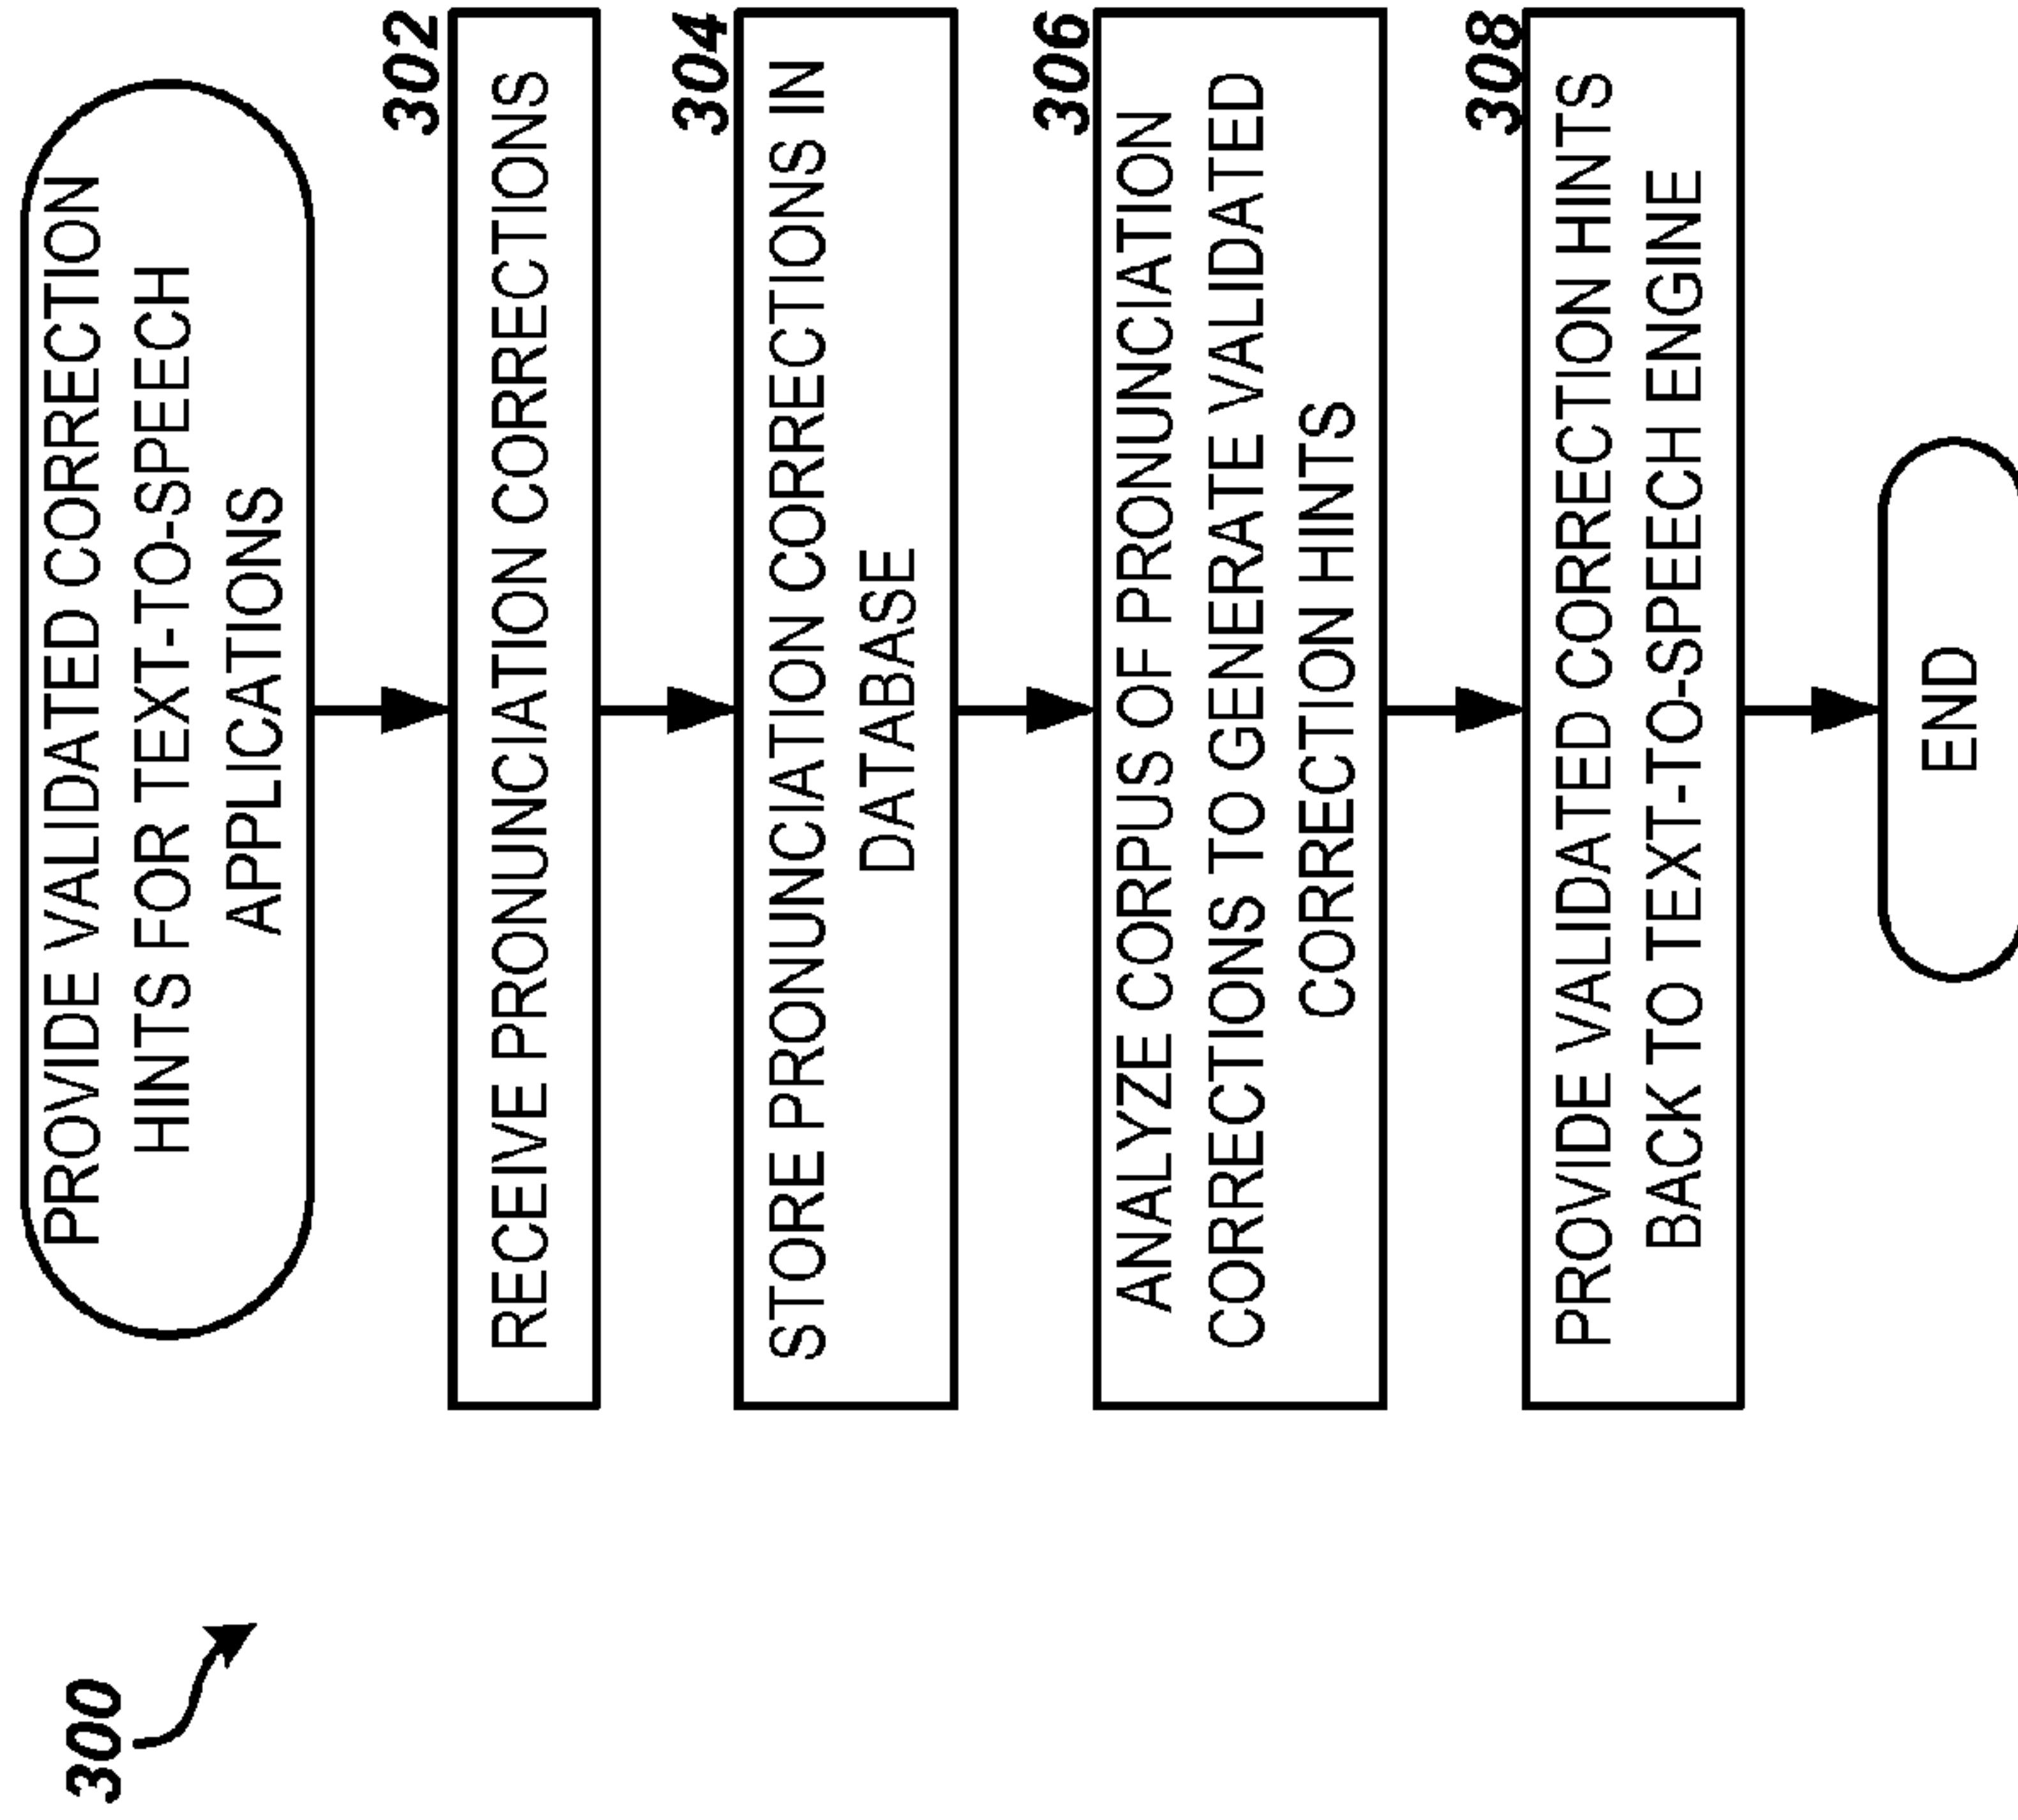 300
PROVIDE VALIDATED CORRECTION
HINTS FOR TEXT-TO-SPEECH
APPLICATIONS
302
RECEIVE PRONUNCIATION CORRECTIONS
304
STORE PRONUNCIATION CORRECTIONS IN
DATABASE
306
ANALYZE CORPUS OF PRONUNCIATION
CORRECTIONS TO GENERATE VALIDATED
CORRECTION HINTS
308
PROVIDE VALIDATED CORRECTION HINTS
BACK TO TEXT-TO-SPEECH ENGINE
END